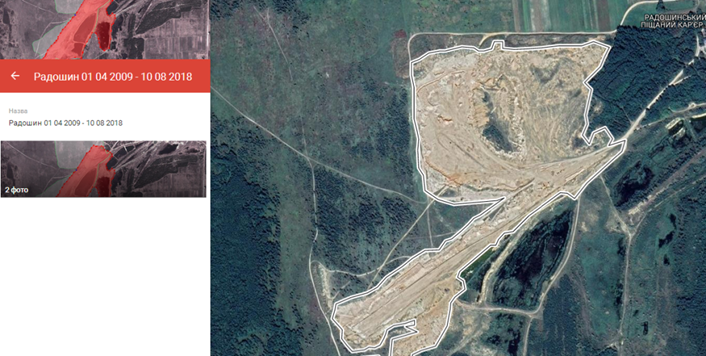 Радошин 01 04 2009 - 10 08 2018
Назва
Радошин 01 04 2009 - 10 08 2018
2 фото
РАДОШИНСЬКИЙ
ПІЩАНИЙ КАР'ЄР